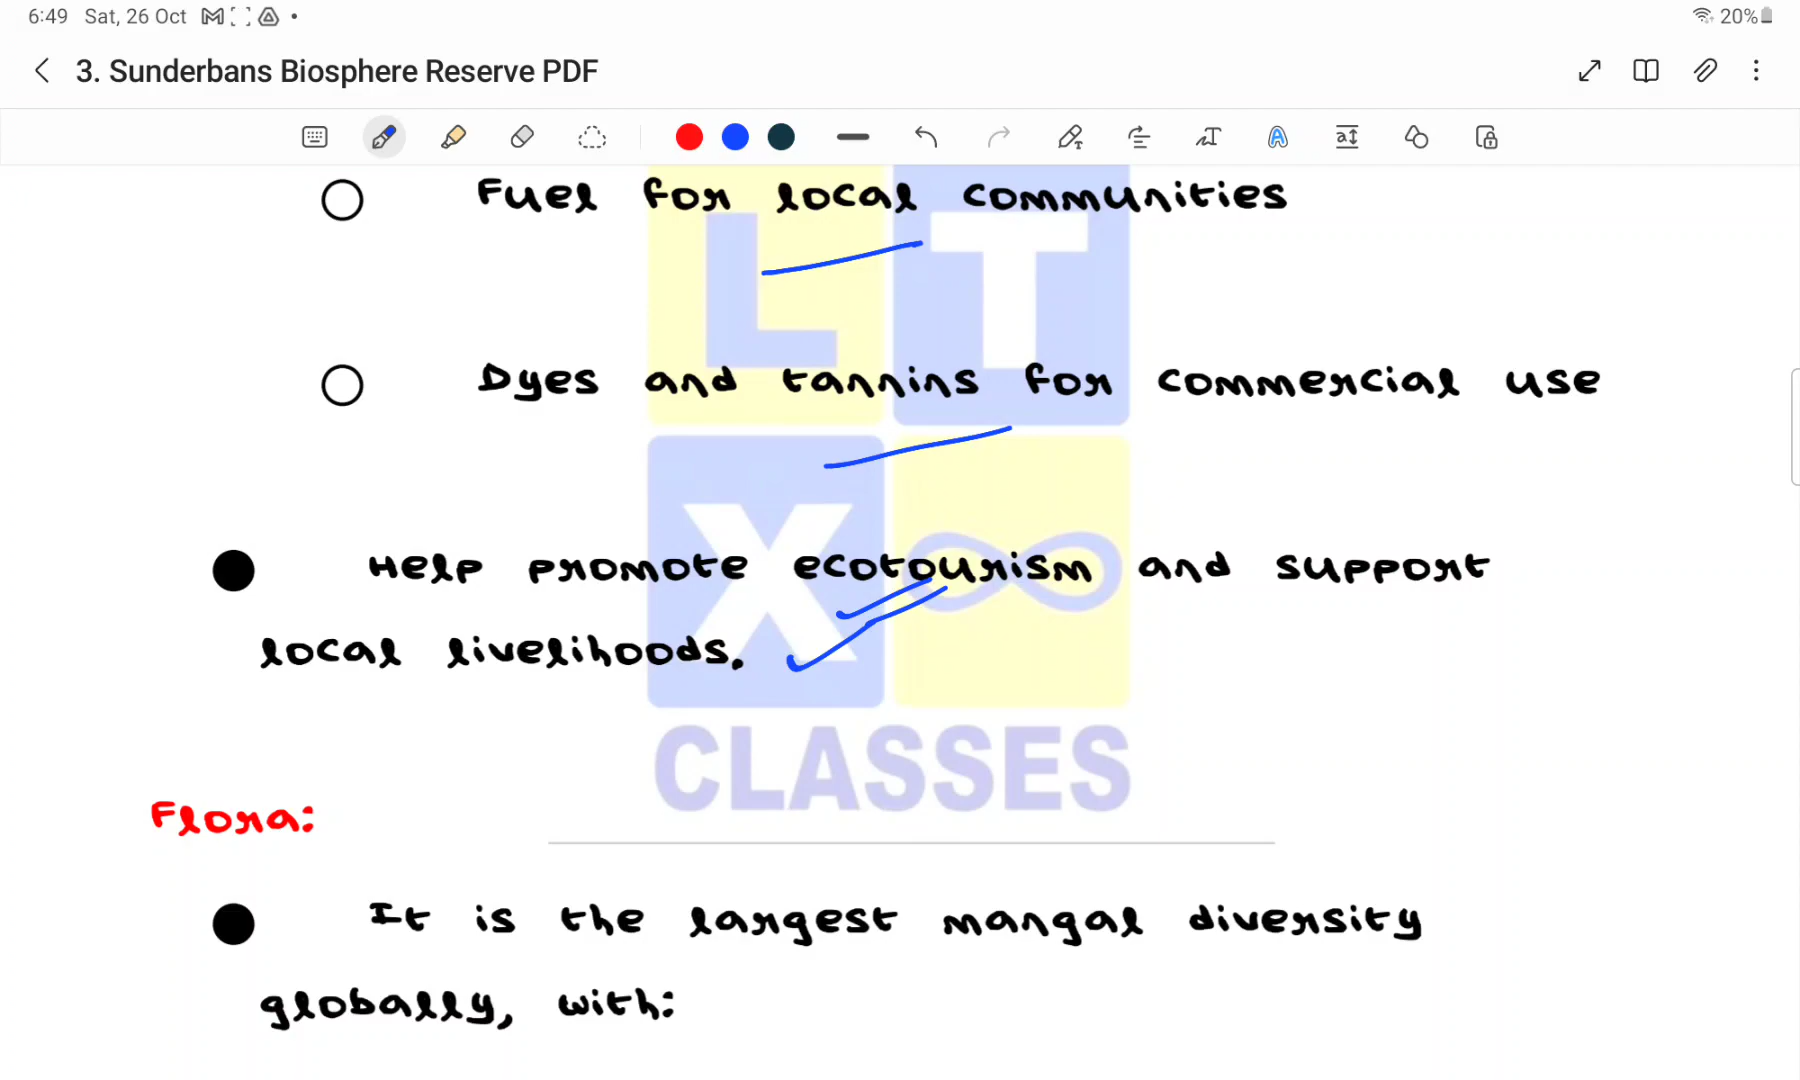 6:49 Sat, 26 Oct 20%
3. Sunderbans Biosphere Reserve PDF
Fuel for local communities
Dyes and tannins for commercial use
Help promote ecotourism and support
local livelihoods.
L T
X
CLASSES
Flora:
It is the largest mangal diversity
globally, with: